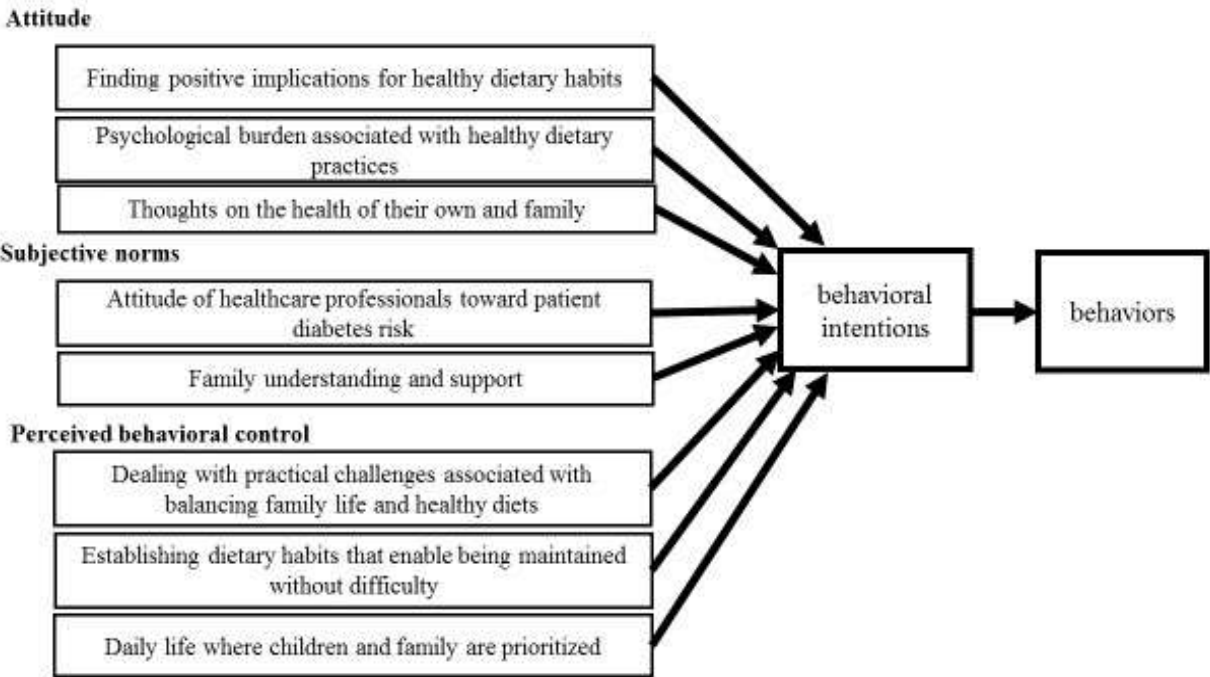 Attitude
Finding positive implications for healthy dietary habits
Psychological burden associated with healthy dietary
practices
Thoughts on the health of their own and family
Subjective norms
Attitude of healthcare professionals toward patient
diabetes risk
Family understanding and support
Perceived behavioral control
Dealing with practical challenges associated with
balancing family life and healthy diets
Establishing dietary habits that enable being maintained
without difficulty
Daily life where children and family are prioritized
behavioral
intentions
behaviors